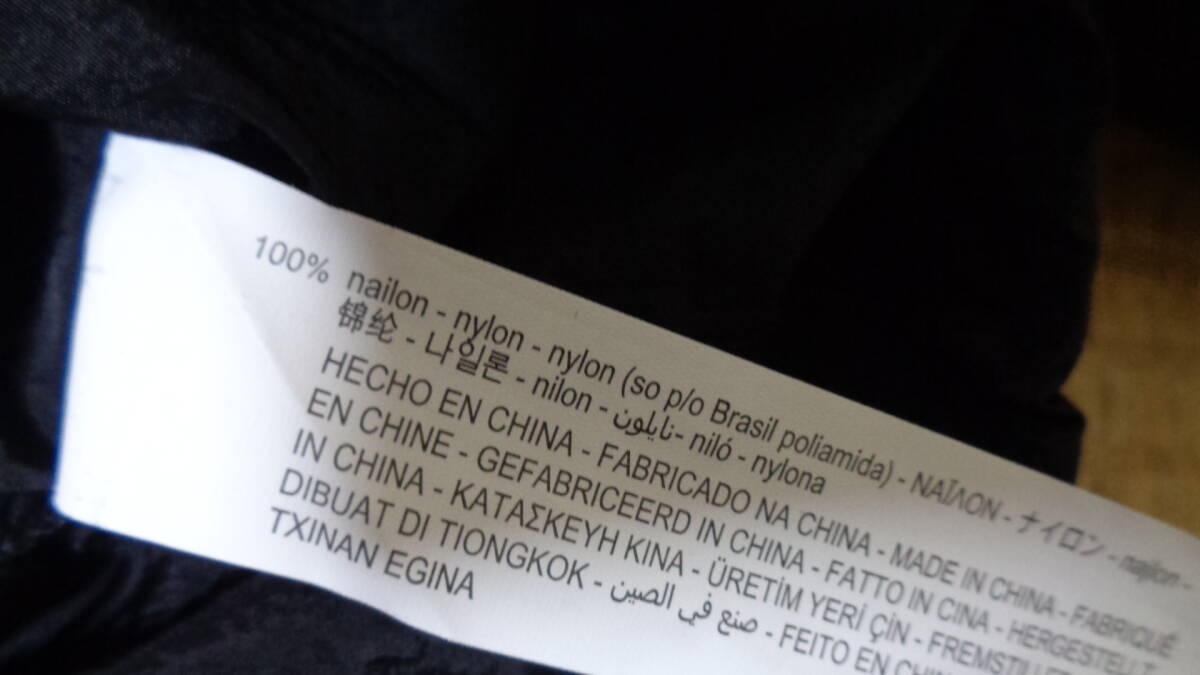 100% nailon - nylon - nylon (so p/o Brasil poliamida) - ΝΑΪΛΟΝ - ナイロン - najlon -
锦纶 - 나일론 - nilon - نايلون - niló - nylona
HECHO EN CHINA - FABRICADO NA CHINA - MADE IN CHINA - FABRIQUÉ
EN CHINE - GEFABRICEERD IN CHINA - FATTO IN CINA - HERGESTELLT
IN CHINA - ΚΑΤΑΣΚΕΥΗ ΚΙΝΑ - ÜRETİM YERİ ÇİN -
DIBUAT DI TIONGKOK - صنع في الصين - FEITO EN
TXINAN EGINA